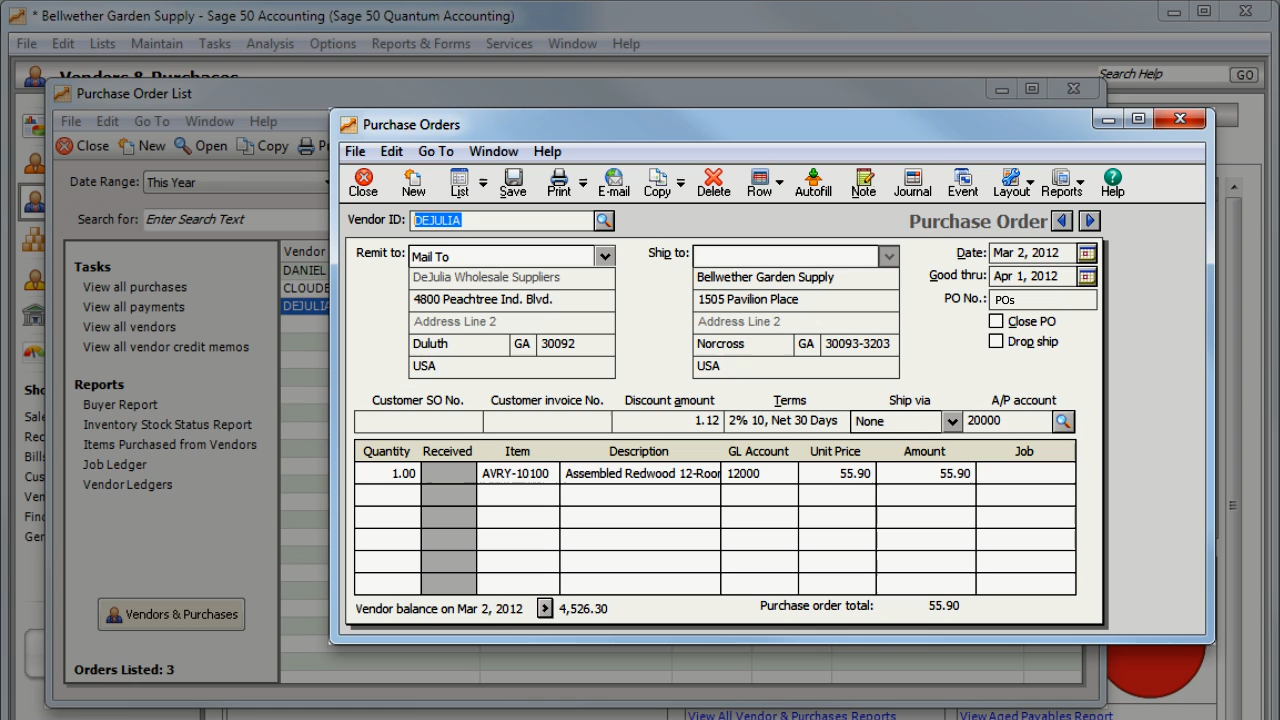 * Bellwether Garden Supply - Sage 50 Accounting (Sage 50 Quantum Accounting)
File Edit Lists Maintain Tasks Analysis Options Reports & Forms Services Window Help
Vendors & Purchases
Search Help GO
Purchase Order List
File Edit Go To Window Help
Close New Open Copy
Date Range: This Year
Search for: Enter Search Text
Tasks
View all purchases
View all payments
View all vendors
View all vendor credit memos
Reports
Buyer Report
Inventory Stock Status Report
Items Purchased from Vendors
Job Ledger
Vendor Ledgers
Vendors & Purchases
Orders Listed: 3
Vendor
DANIEL
CLOUDE
DEJULIA
Purchase Orders
File Edit Go To Window Help
Close New List Save Print E-mail Copy Delete Row Autofill Note Journal Event Layout Reports Help
Vendor ID: DEJULIA
Purchase Order
Remit to: Mail To
DeJulia Wholesale Suppliers
4800 Peachtree Ind. Blvd.
Address Line 2
Duluth GA 30092
USA
Ship to:
Bellwether Garden Supply
1505 Pavilion Place
Address Line 2
Norcross GA 30093-3203
USA
Date: Mar 2, 2012
Good thru: Apr 1, 2012
PO No.: POs
Close PO
Drop ship
Customer SO No. Customer invoice No. Discount amount Terms Ship via A/P account
1.12 2% 10, Net 30 Days None 20000
Quantity Received Item Description GL Account Unit Price Amount Job
1.00 AVRY-10100 Assembled Redwood 12-Roor 12000 55.90 55.90
Vendor balance on Mar 2, 2012 4,526.30 Purchase order total: 55.90
View All Vendor & Purchases Reports
View Aged Payables Report